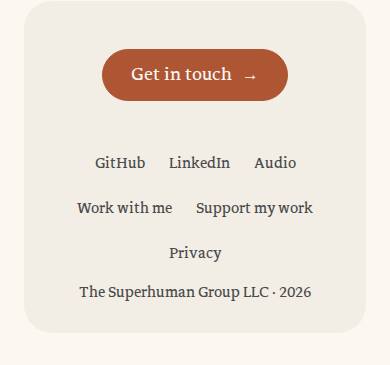 Get in touch →
GitHub LinkedIn Audio
Work with me Support my work
Privacy
The Superhuman Group LLC · 2026